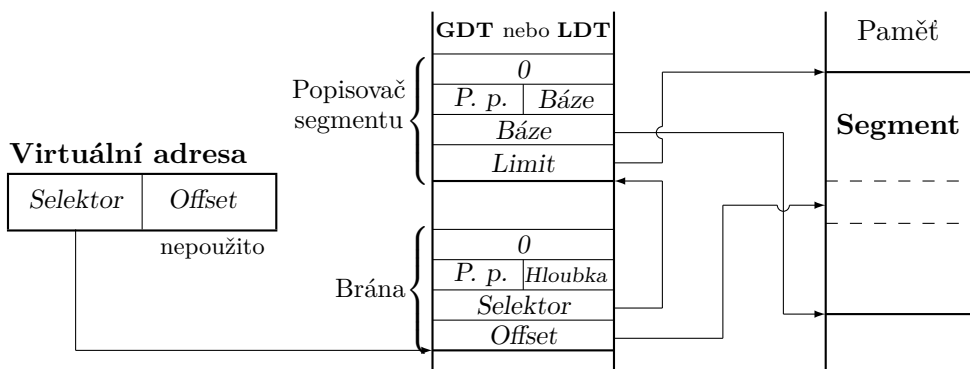 GDT nebo LDT
Paměť
0
Popisovač
segmentu
P. p. Báze
Báze
Segment
Limit
Virtuální adresa
Selektor Offset
nepoužito
0
Brána
P. p. Hloubka
Selektor
Offset